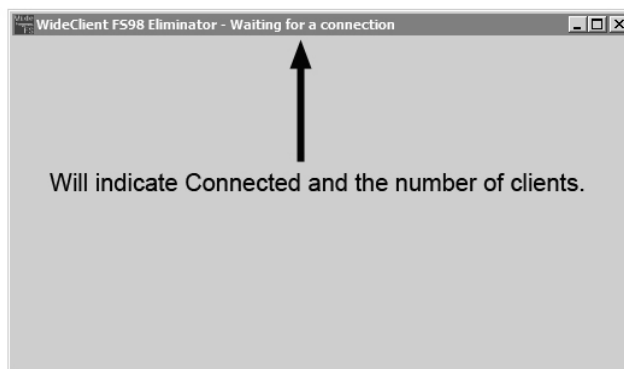 WideClient FS98 Eliminator - Waiting for a connection
Will indicate Connected and the number of clients.